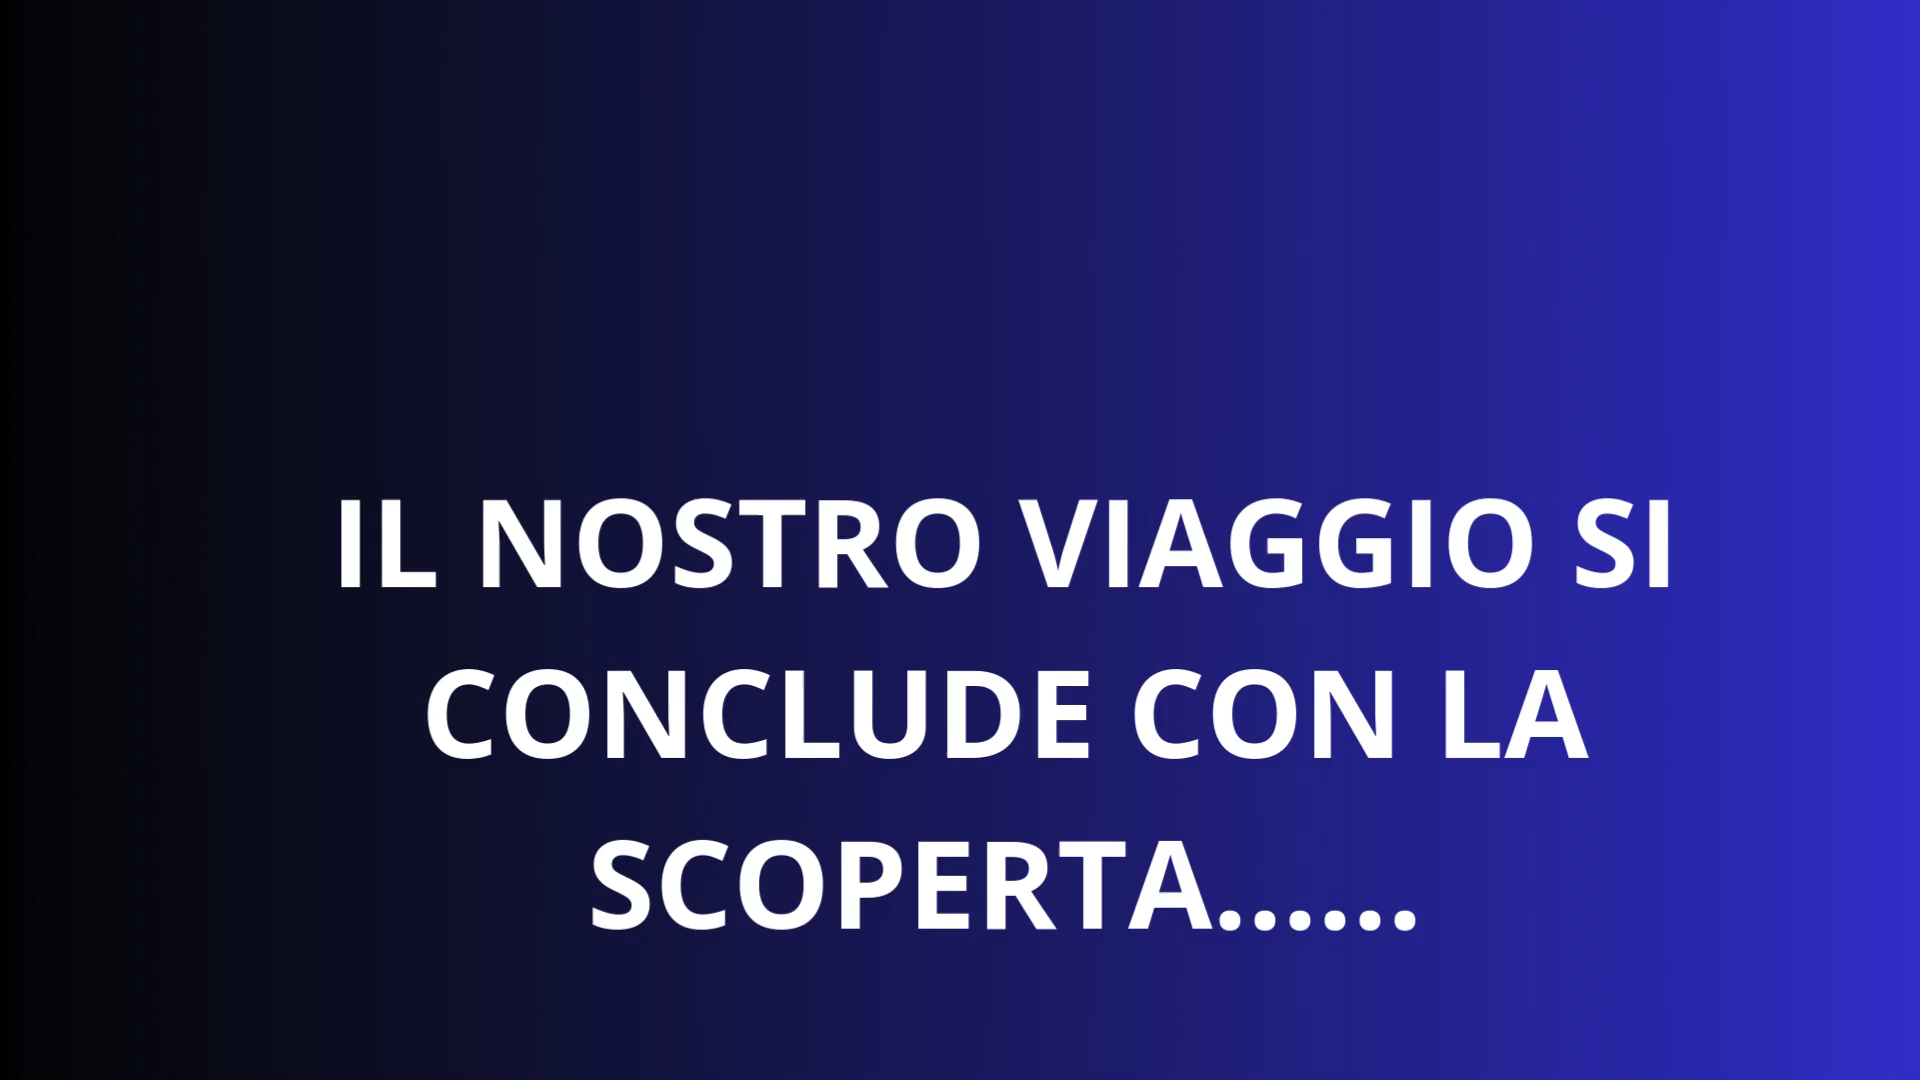 IL NOSTRO VIAGGIO SI
CONCLUDE CON LA
SCOPERTA......